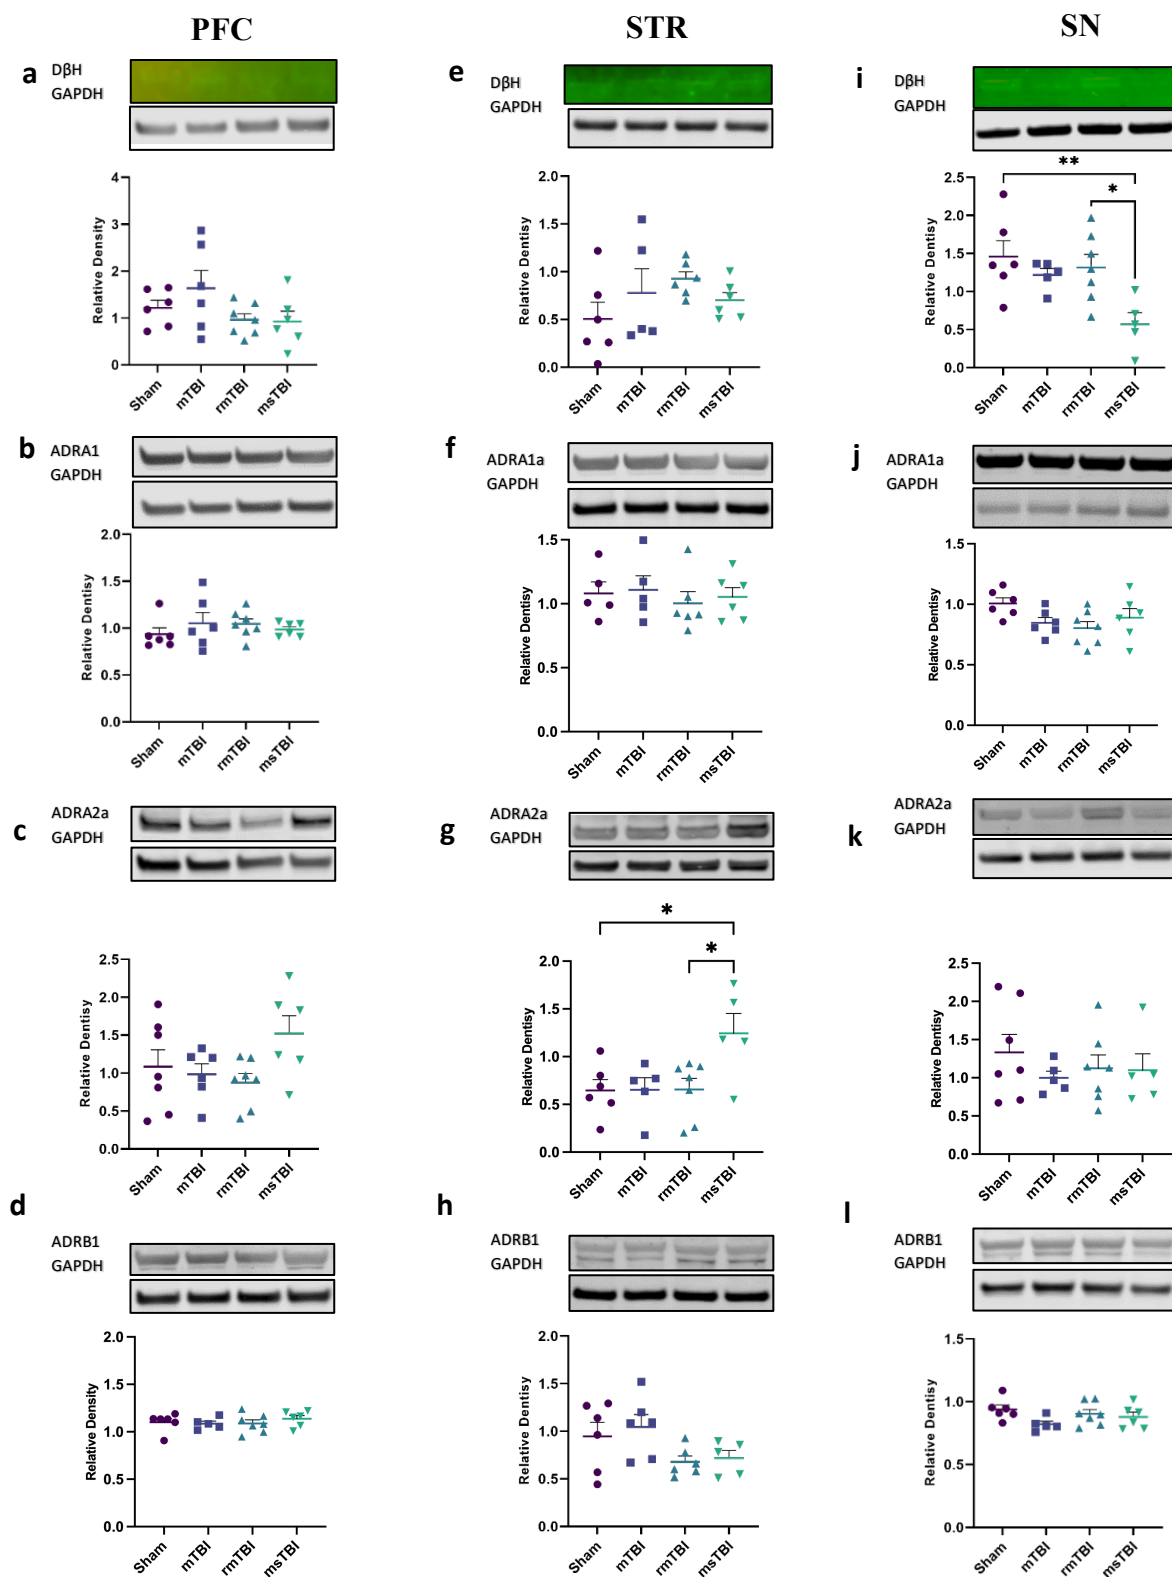 PFC
STR
SN
a
DβH
GAPDH
Relative Density
4
3
2
1
0
Sham
mTBI
rmTBI
msTBI
e
DβH
GAPDH
Relative Dentisy
2.0
1.5
1.0
0.5
0.0
Sham
mTBI
rmTBI
msTBI
i
DβH
GAPDH
**
*
Relative Dentisy
2.5
2.0
1.5
1.0
0.5
0.0
Sham
mTBI
rmTBI
msTBI
b
ADRA1
GAPDH
Relative Dentisy
2.0
1.5
1.0
0.5
0.0
Sham
mTBI
rmTBI
msTBI
f
ADRA1a
GAPDH
Relative Dentisy
1.5
1.0
0.5
0.0
Sham
mTBI
rmTBI
msTBI
j
ADRA1a
GAPDH
Relative Dentisy
1.5
1.0
0.5
0.0
Sham
mTBI
rmTBI
msTBI
c
ADRA2a
GAPDH
Relative Dentisy
2.5
2.0
1.5
1.0
0.5
0.0
Sham
mTBI
rmTBI
msTBI
g
ADRA2a
GAPDH
*
*
Relative Dentisy
2.0
1.5
1.0
0.5
0.0
Sham
mTBI
rmTBI
msTBI
k
ADRA2a
GAPDH
Relative Dentisy
2.5
2.0
1.5
1.0
0.5
0.0
Sham
mTBI
rmTBI
msTBI
d
ADRB1
GAPDH
Relative Density
2.0
1.5
1.0
0.5
0.0
Sham
mTBI
rmTBI
msTBI
h
ADRB1
GAPDH
Relative Dentisy
2.0
1.5
1.0
0.5
0.0
Sham
mTBI
rmTBI
msTBI
l
ADRB1
GAPDH
Relative Dentisy
1.5
1.0
0.5
0.0
Sham
mTBI
rmTBI
msTBI